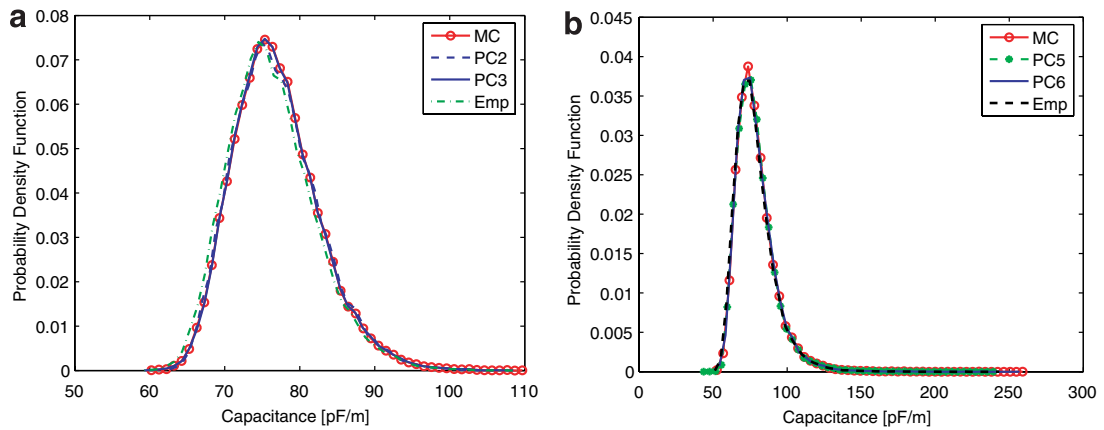 a
0.08
0.07
0.06
0.05
0.04
0.03
0.02
0.01
0
Probability Density Function
50 60 70 80 90 100 110
Capacitance [pF/m]
MC
PC2
PC3
Emp
b
0.045
0.04
0.035
0.03
0.025
0.02
0.015
0.01
0.005
0
Probability Density Function
0 50 100 150 200 250 300
Capacitance [pF/m]
MC
PC5
PC6
Emp